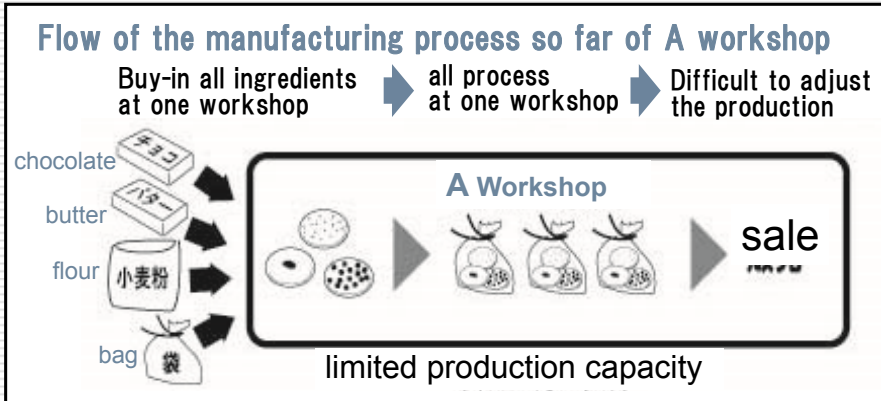 Flow of the manufacturing process so far of A workshop
Buy-in all ingredients
at one workshop
all process
at one workshop
Difficult to adjust
the production
chocolate
チョコ
butter
バター
flour
小麦粉
bag
袋
A Workshop
sale
limited production capacity